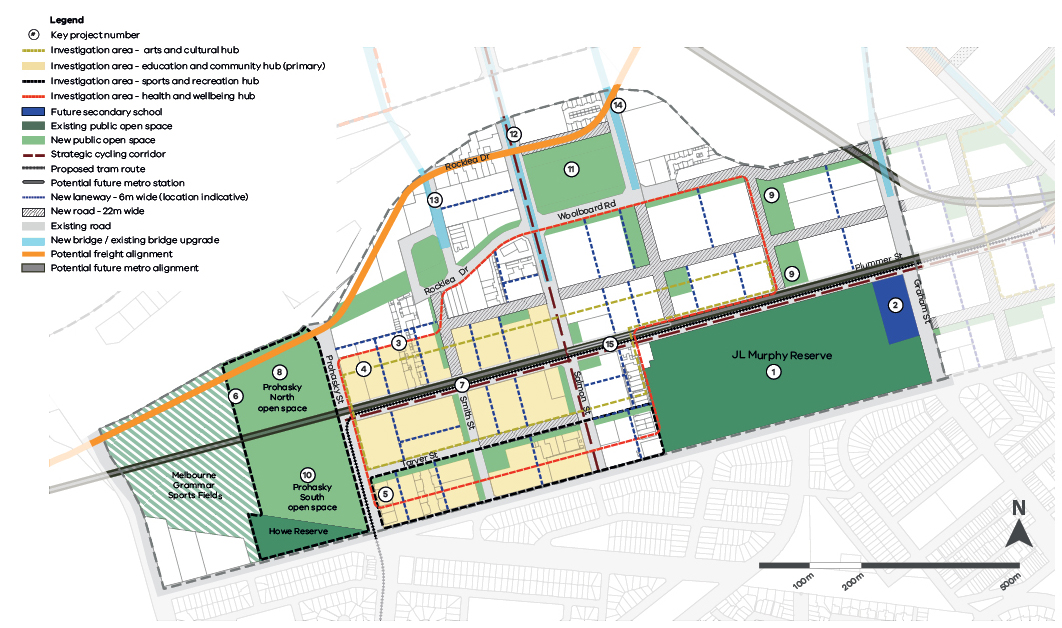 Legend
# Key project number
Investigation area - arts and cultural hub
Investigation area - education and community hub (primary)
Investigation area - sports and recreation hub
Investigation area - health and wellbeing hub
Future secondary school
Existing public open space
New public open space
Strategic cycling corridor
Proposed tram route
Potential future metro station
New laneway - 6m wide (location indicative)
New road - 22m wide
Existing road
New bridge / existing bridge upgrade
Potential freight alignment
Potential future metro alignment
14
12
Rocklea Dr
11
13
9
Woolboard Rd
Plummer St
9
Rocklea Dr
Graham St
2
3
15
JL Murphy Reserve
1
4
8
Prohasky
North
open space
Prohasky St
7
6
Smith St
Salmon St
Tarver St
Melbourne
Grammar
Sports Fields
10
Prohasky
South
open space
5
Howe Reserve
N
100m
200m
500m